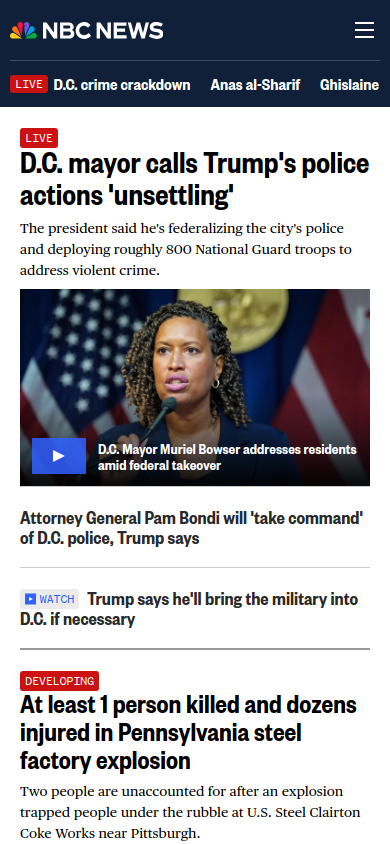 NBC NEWS
LIVE D.C. crime crackdown Anas al-Sharif Ghislaine
LIVE
D.C. mayor calls Trump's police
actions 'unsettling'
The president said he's federalizing the city's police
and deploying roughly 800 National Guard troops to
address violent crime.
D.C. Mayor Muriel Bowser addresses residents
amid federal takeover
Attorney General Pam Bondi will 'take command'
of D.C. police, Trump says
WATCH Trump says he'll bring the military into
D.C. if necessary
DEVELOPING
At least 1 person killed and dozens
injured in Pennsylvania steel
factory explosion
Two people are unaccounted for after an explosion
trapped people under the rubble at U.S. Steel Clairton
Coke Works near Pittsburgh.